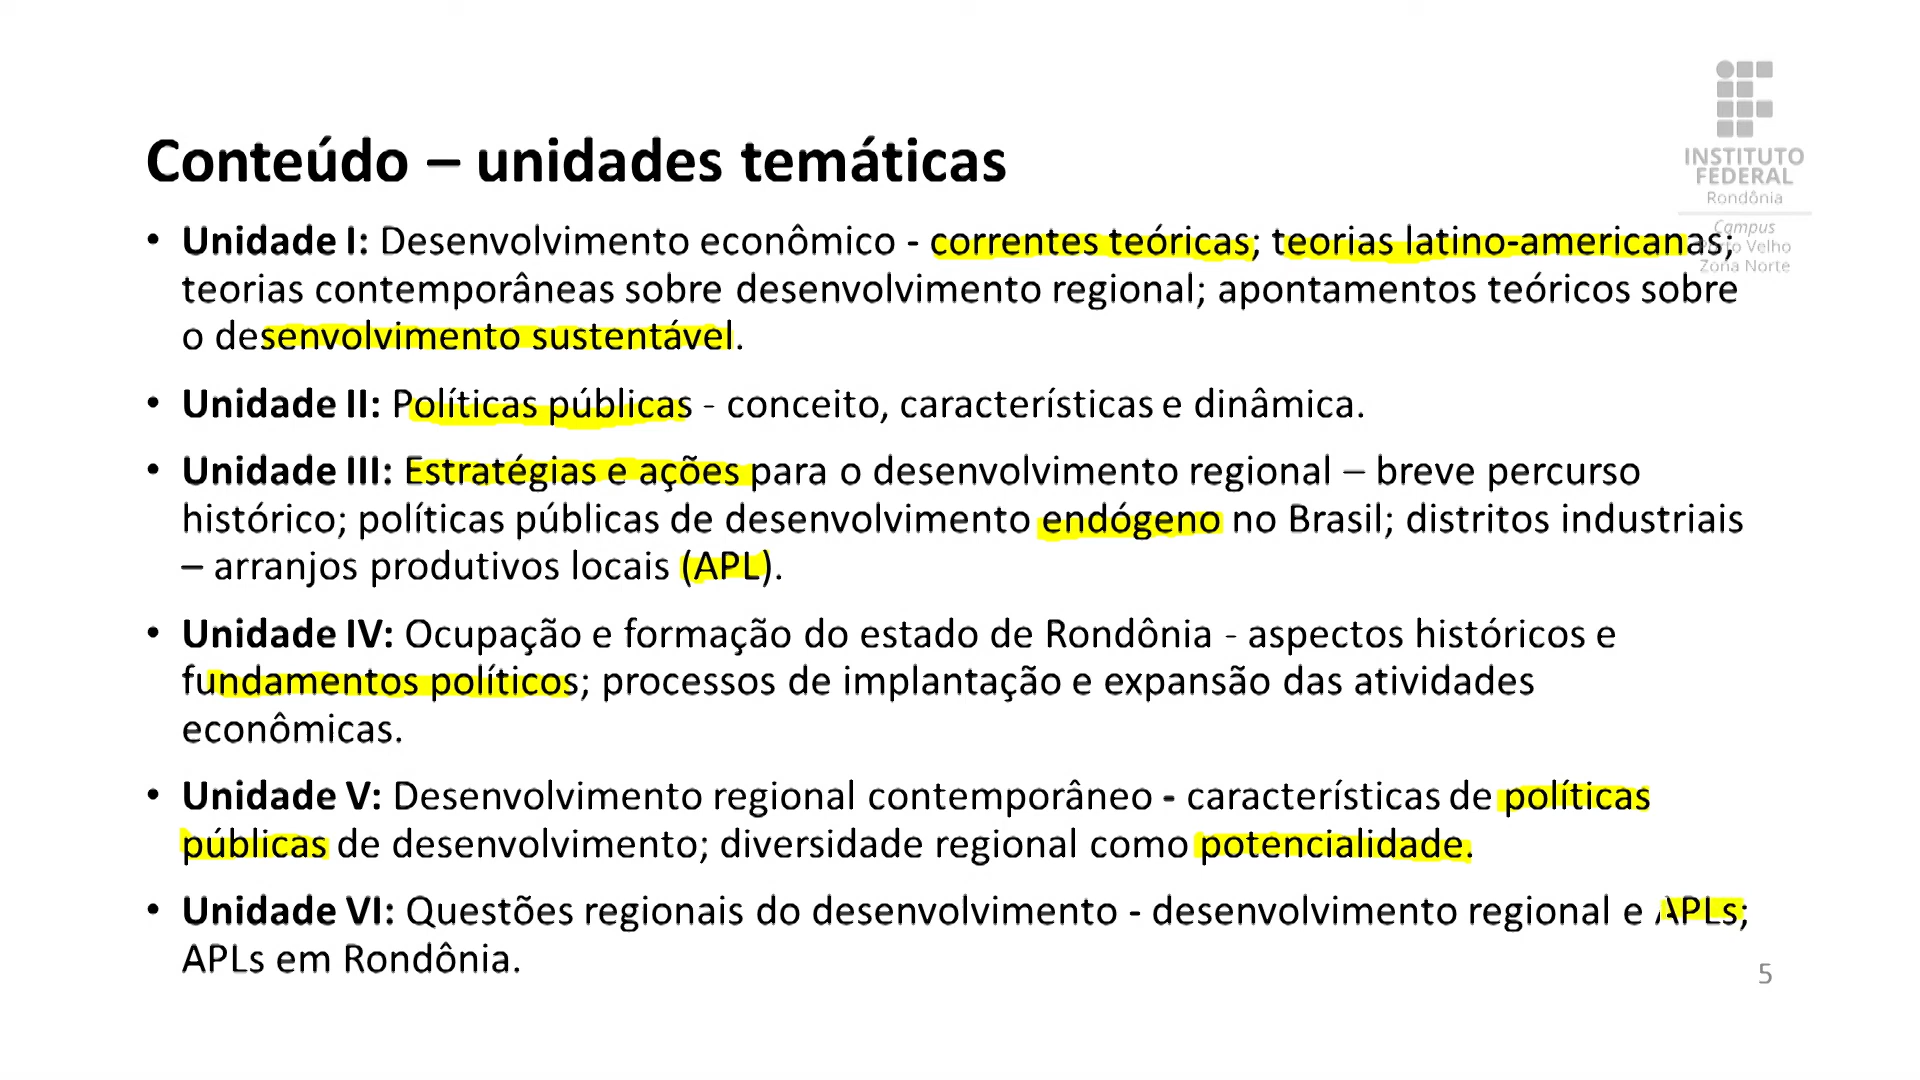 INSTITUTO
FEDERAL
Rondônia
Campus
Porto Velho
Zona Norte
Conteúdo – unidades temáticas
• Unidade I: Desenvolvimento econômico - correntes teóricas; teorias latino-americanas;
teorias contemporâneas sobre desenvolvimento regional; apontamentos teóricos sobre
o desenvolvimento sustentável.
• Unidade II: Políticas públicas - conceito, características e dinâmica.
• Unidade III: Estratégias e ações para o desenvolvimento regional – breve percurso
histórico; políticas públicas de desenvolvimento endógeno no Brasil; distritos industriais
– arranjos produtivos locais (APL).
• Unidade IV: Ocupação e formação do estado de Rondônia - aspectos históricos e
fundamentos políticos; processos de implantação e expansão das atividades
econômicas.
• Unidade V: Desenvolvimento regional contemporâneo - características de políticas
públicas de desenvolvimento; diversidade regional como potencialidade.
• Unidade VI: Questões regionais do desenvolvimento - desenvolvimento regional e APLs;
APLs em Rondônia.
5